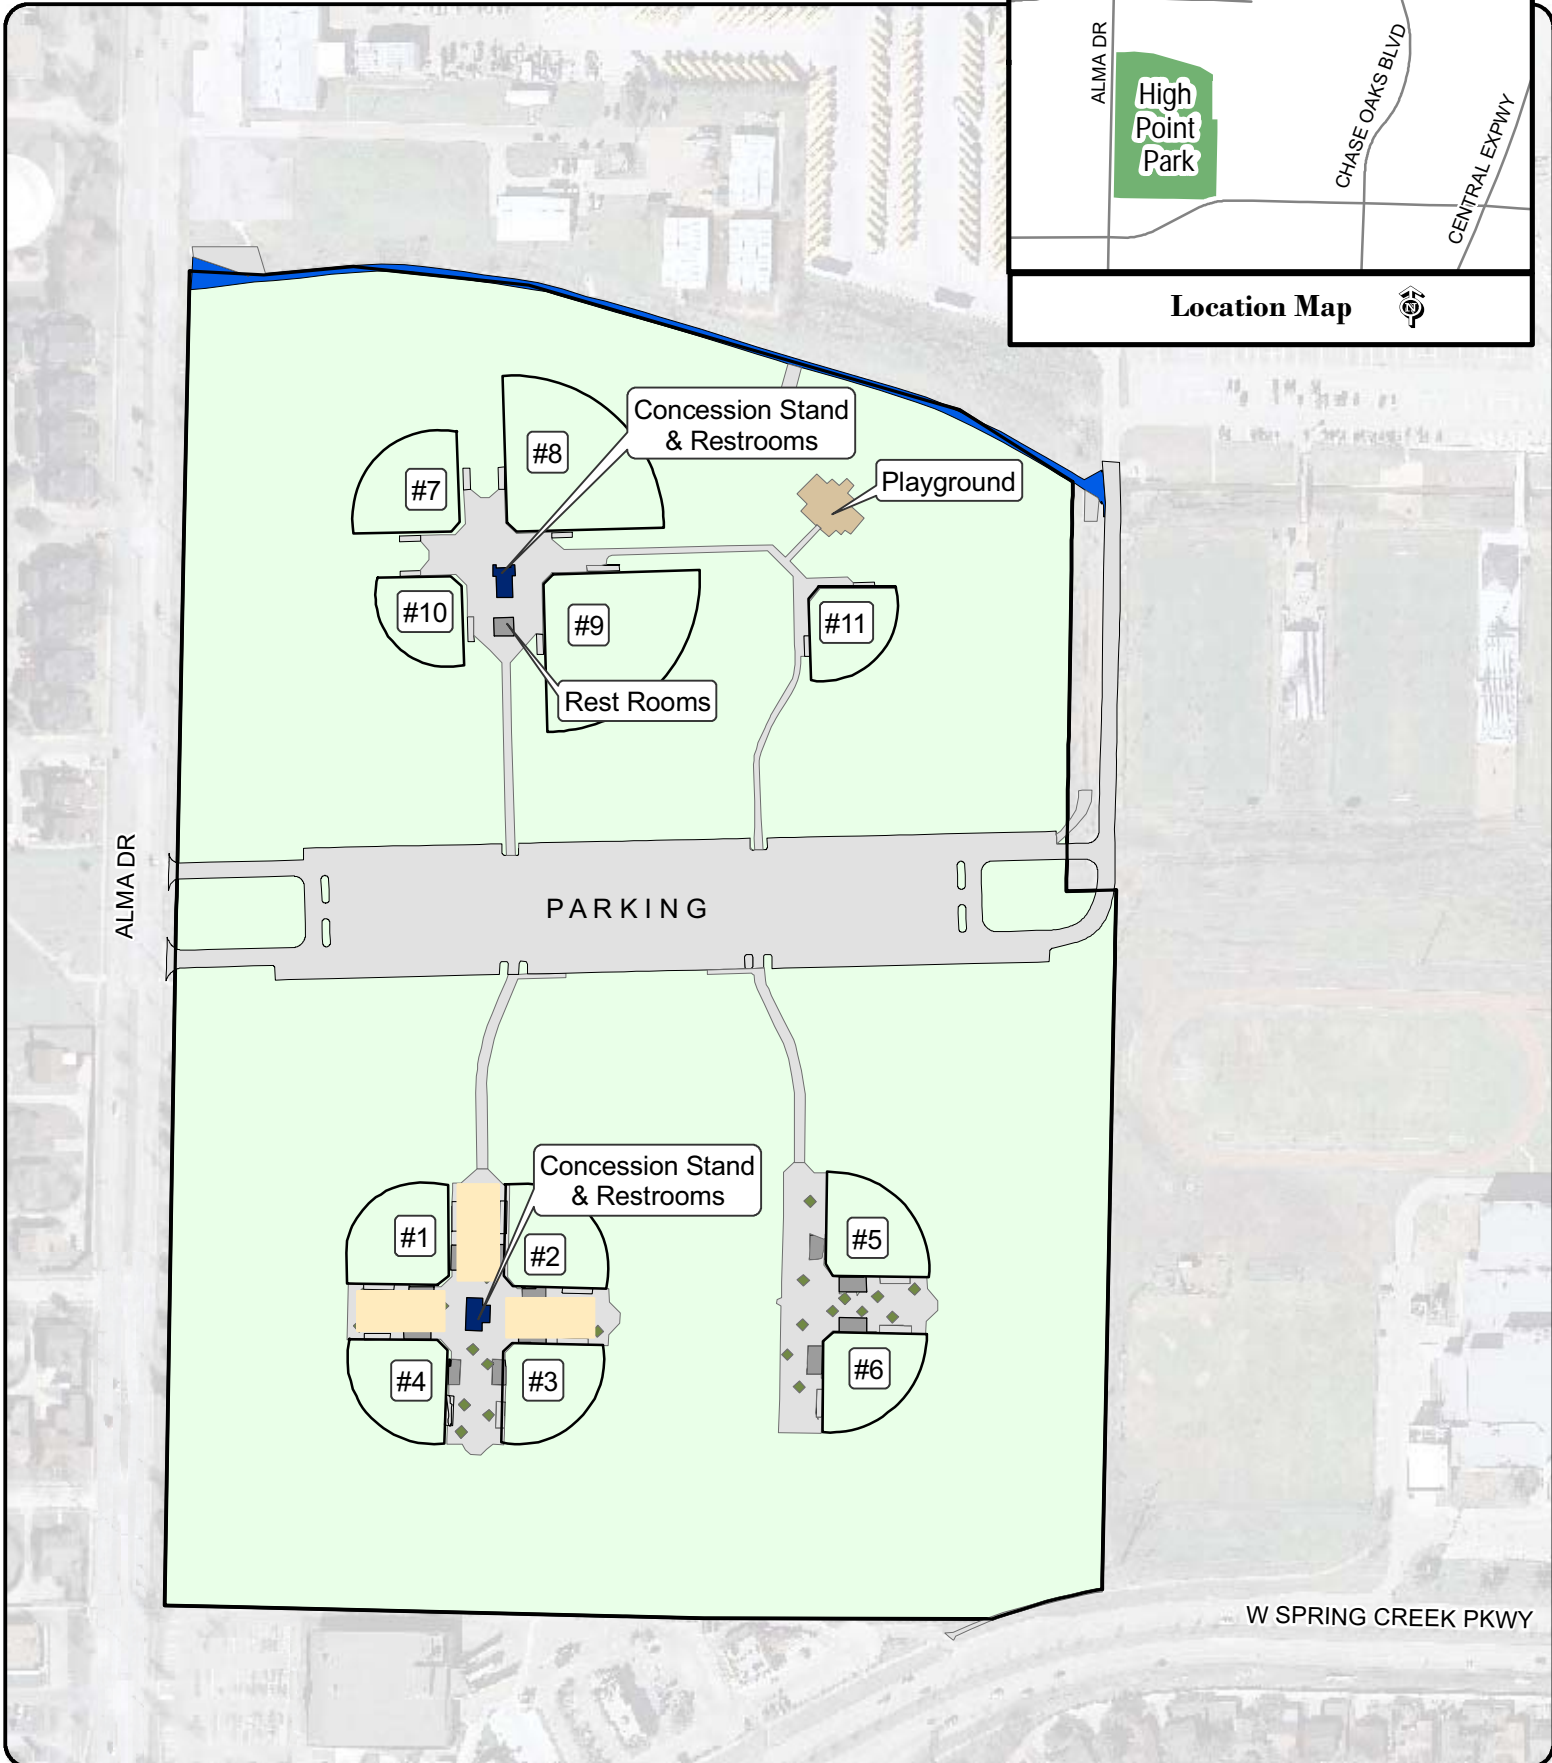 ALMA DR
High
Point
Park
CHASE OAKS BLVD
CENTRAL EXPWY
Location Map
N
Concession Stand
& Restrooms
#8
#7
Playground
#10
#9
#11
Rest Rooms
ALMA DR
PARKING
Concession Stand
& Restrooms
#1
#2
#5
#4
#3
#6
W SPRING CREEK PKWY